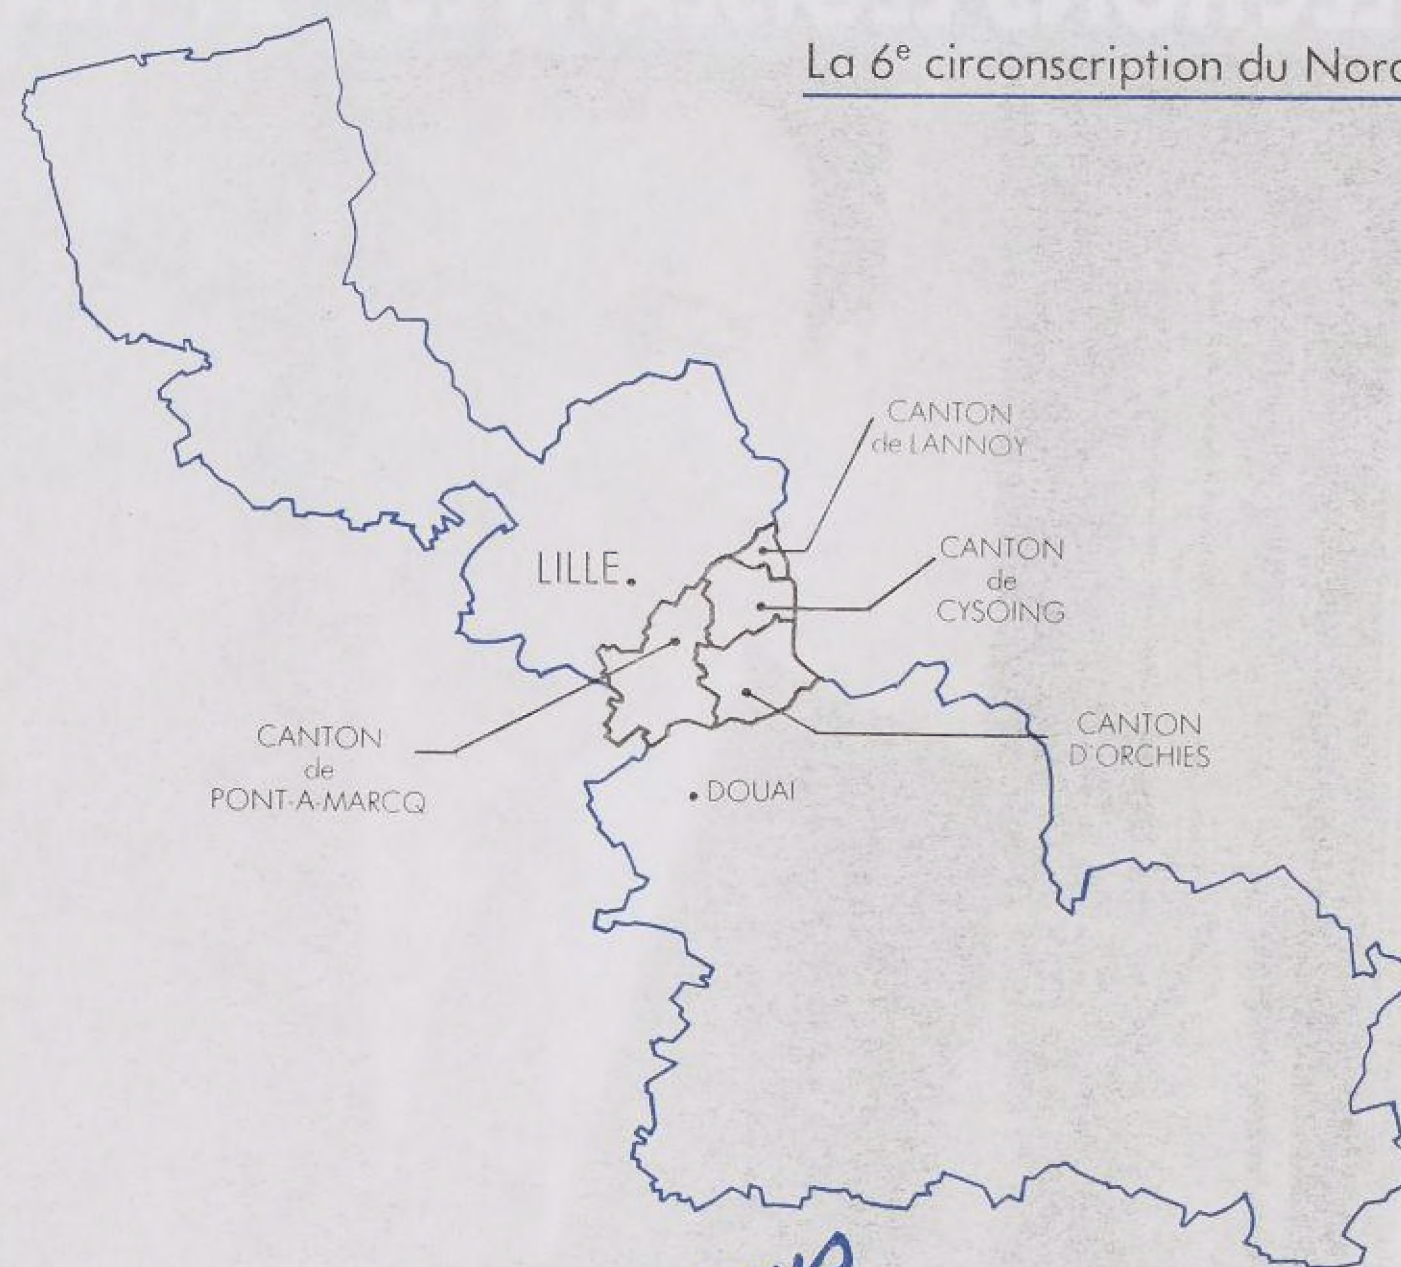 La 6e circonscription du Nord
CANTON
de LANNOY
LILLE
CANTON
de
CYSOING
CANTON
de
PONT-A-MARCQ
CANTON
D'ORCHIES
DOUAI